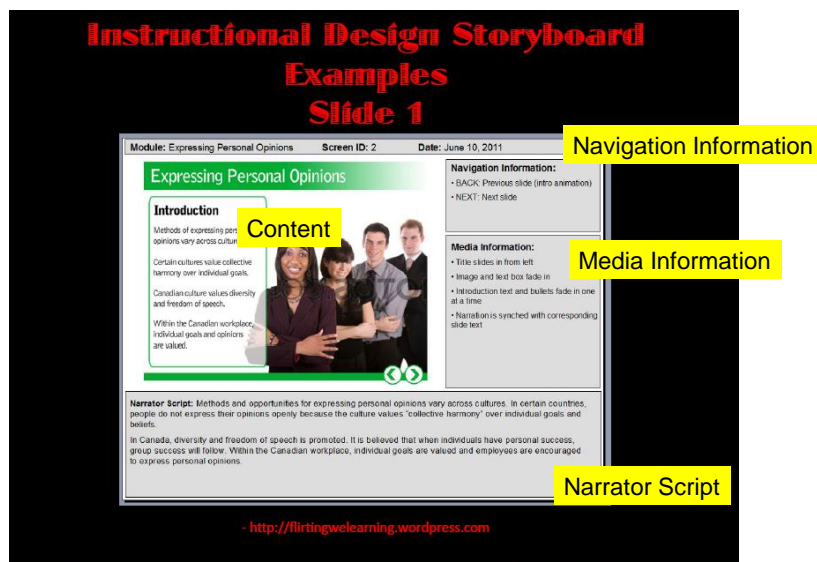 Instructional Design Storyboard
Examples
Slide 1
Navigation Information
Module: Expressing Personal Opinions Screen ID: 2 Date: June 10, 2011
Expressing Personal Opinions
Introduction
Methods of expressing
opinions vary across
Content
Certain cultures value collective
harmony over individual goals.
Canadian culture values diversity
and freedom of speech.
Within the Canadian workplace,
individual goals and opinions
are valued.
Navigation Information:
• BACK: Previous slide (intro animation)
• NEXT: Next slide
Media Information:
• Title slides in from left
• Image and text box fade in
• Introduction text and bullets fade in one
at a time
• Narration is synched with corresponding
slide text
Media Information
Narrator Script: Methods and opportunities for expressing personal opinions vary across cultures. In certain countries,
people do not express their opinions openly because the culture values "collective harmony" over individual goals and
beliefs.
In Canada, diversity and freedom of speech is promoted. It is believed that when individuals have personal success,
group success will follow. Within the Canadian workplace, individual goals are valued and employees are encouraged
to express personal opinions.
Narrator Script
- http://flirtingwelearning.wordpress.com